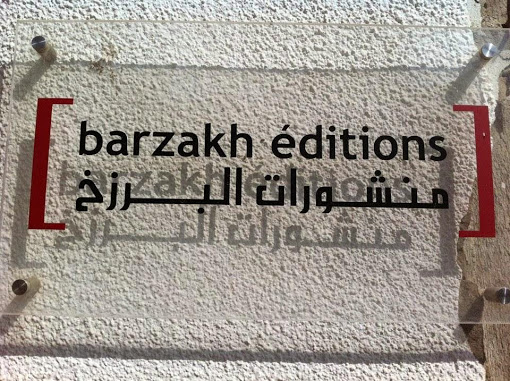 barzakh éditions
منشورات البرزخ